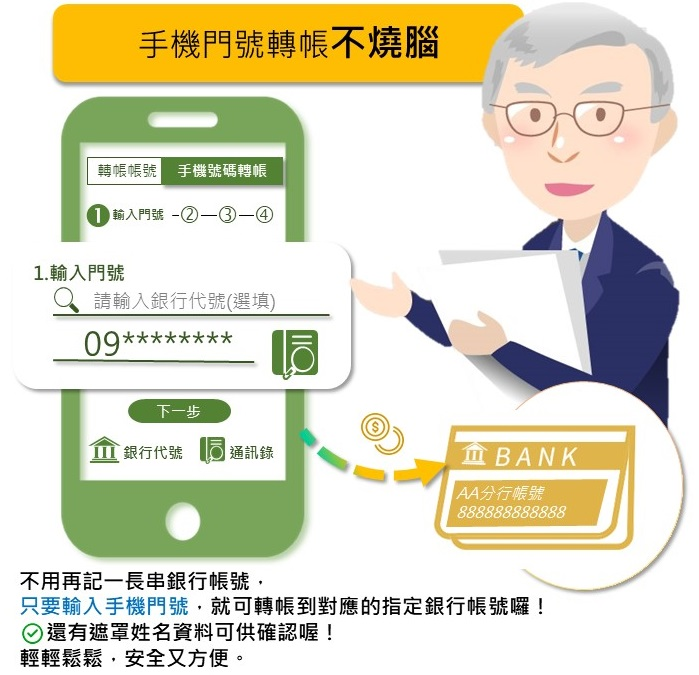 手機門號轉帳不燒腦
轉帳帳號 手機號碼轉帳
1 輸入門號 -②—③—④
1.輸入門號
請輸入銀行代號(選填)
09********
下一步
銀行代號 通訊錄
$
BANK
AA分行帳號
888888888888
不用再記一長串銀行帳號，
只要輸入手機門號，就可轉帳到對應的指定銀行帳號囉！
還有遮罩姓名資料可供確認喔！
輕輕鬆鬆，安全又方便。